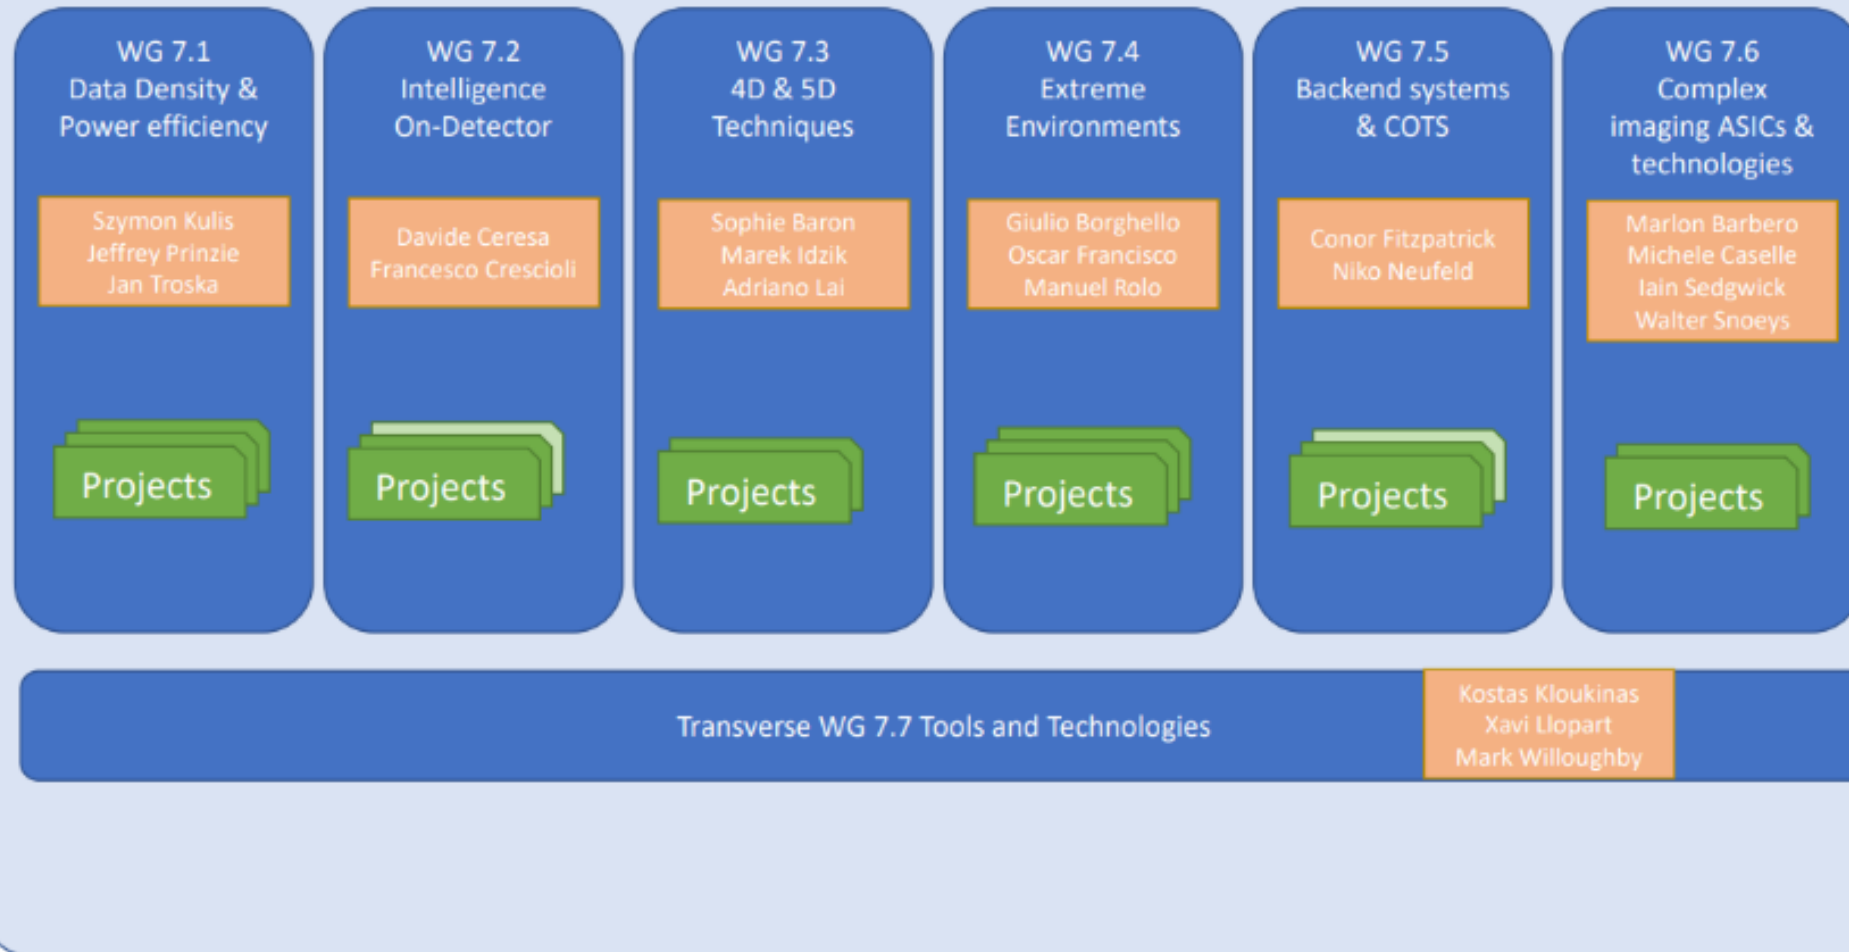 WG 7.1
Data Density &
Power efficiency
Szymon Kulis
Jeffrey Prinzie
Jan Troska
Projects
WG 7.2
Intelligence
On-Detector
Davide Ceresa
Francesco Crescioli
Projects
WG 7.3
4D & 5D
Techniques
Sophie Baron
Marek Idzik
Adriano Lai
Projects
WG 7.4
Extreme
Environments
Giulio Borghello
Oscar Francisco
Manuel Rolo
Projects
WG 7.5
Backend systems
& COTS
Conor Fitzpatrick
Niko Neufeld
Projects
WG 7.6
Complex
imaging ASICs &
technologies
Marlon Barbero
Michele Caselle
Iain Sedgwick
Walter Snoeys
Projects
Transverse WG 7.7 Tools and Technologies
Kostas Kloukinas
Xavi Llopart
Mark Willoughby